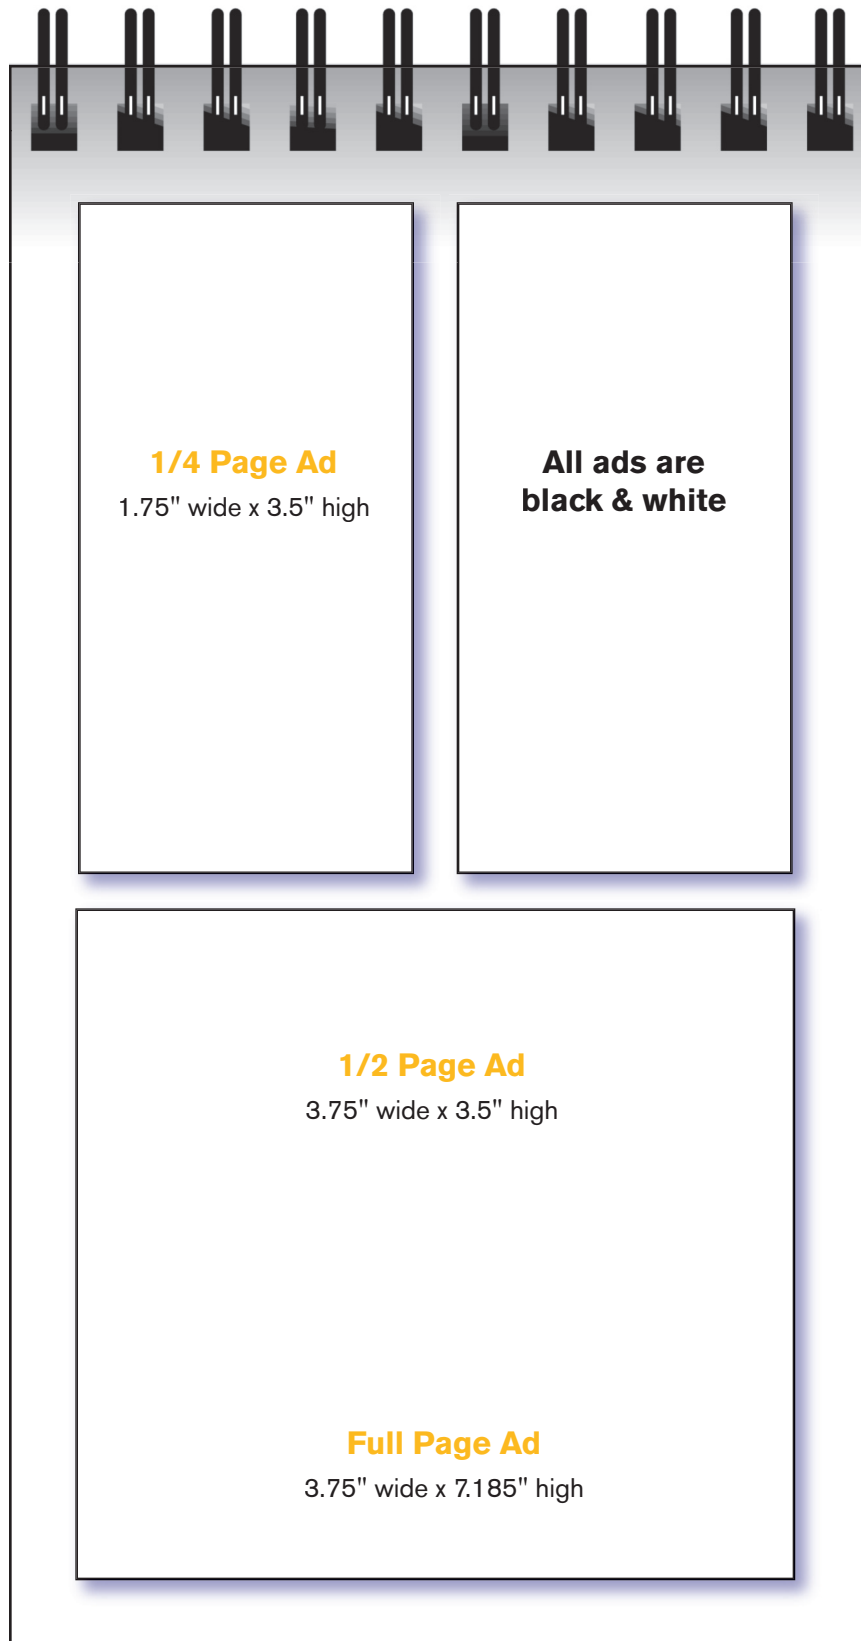 1/4 Page Ad
1.75" wide x 3.5" high
All ads are
black & white
1/2 Page Ad
3.75" wide x 3.5" high
Full Page Ad
3.75" wide x 7.185" high